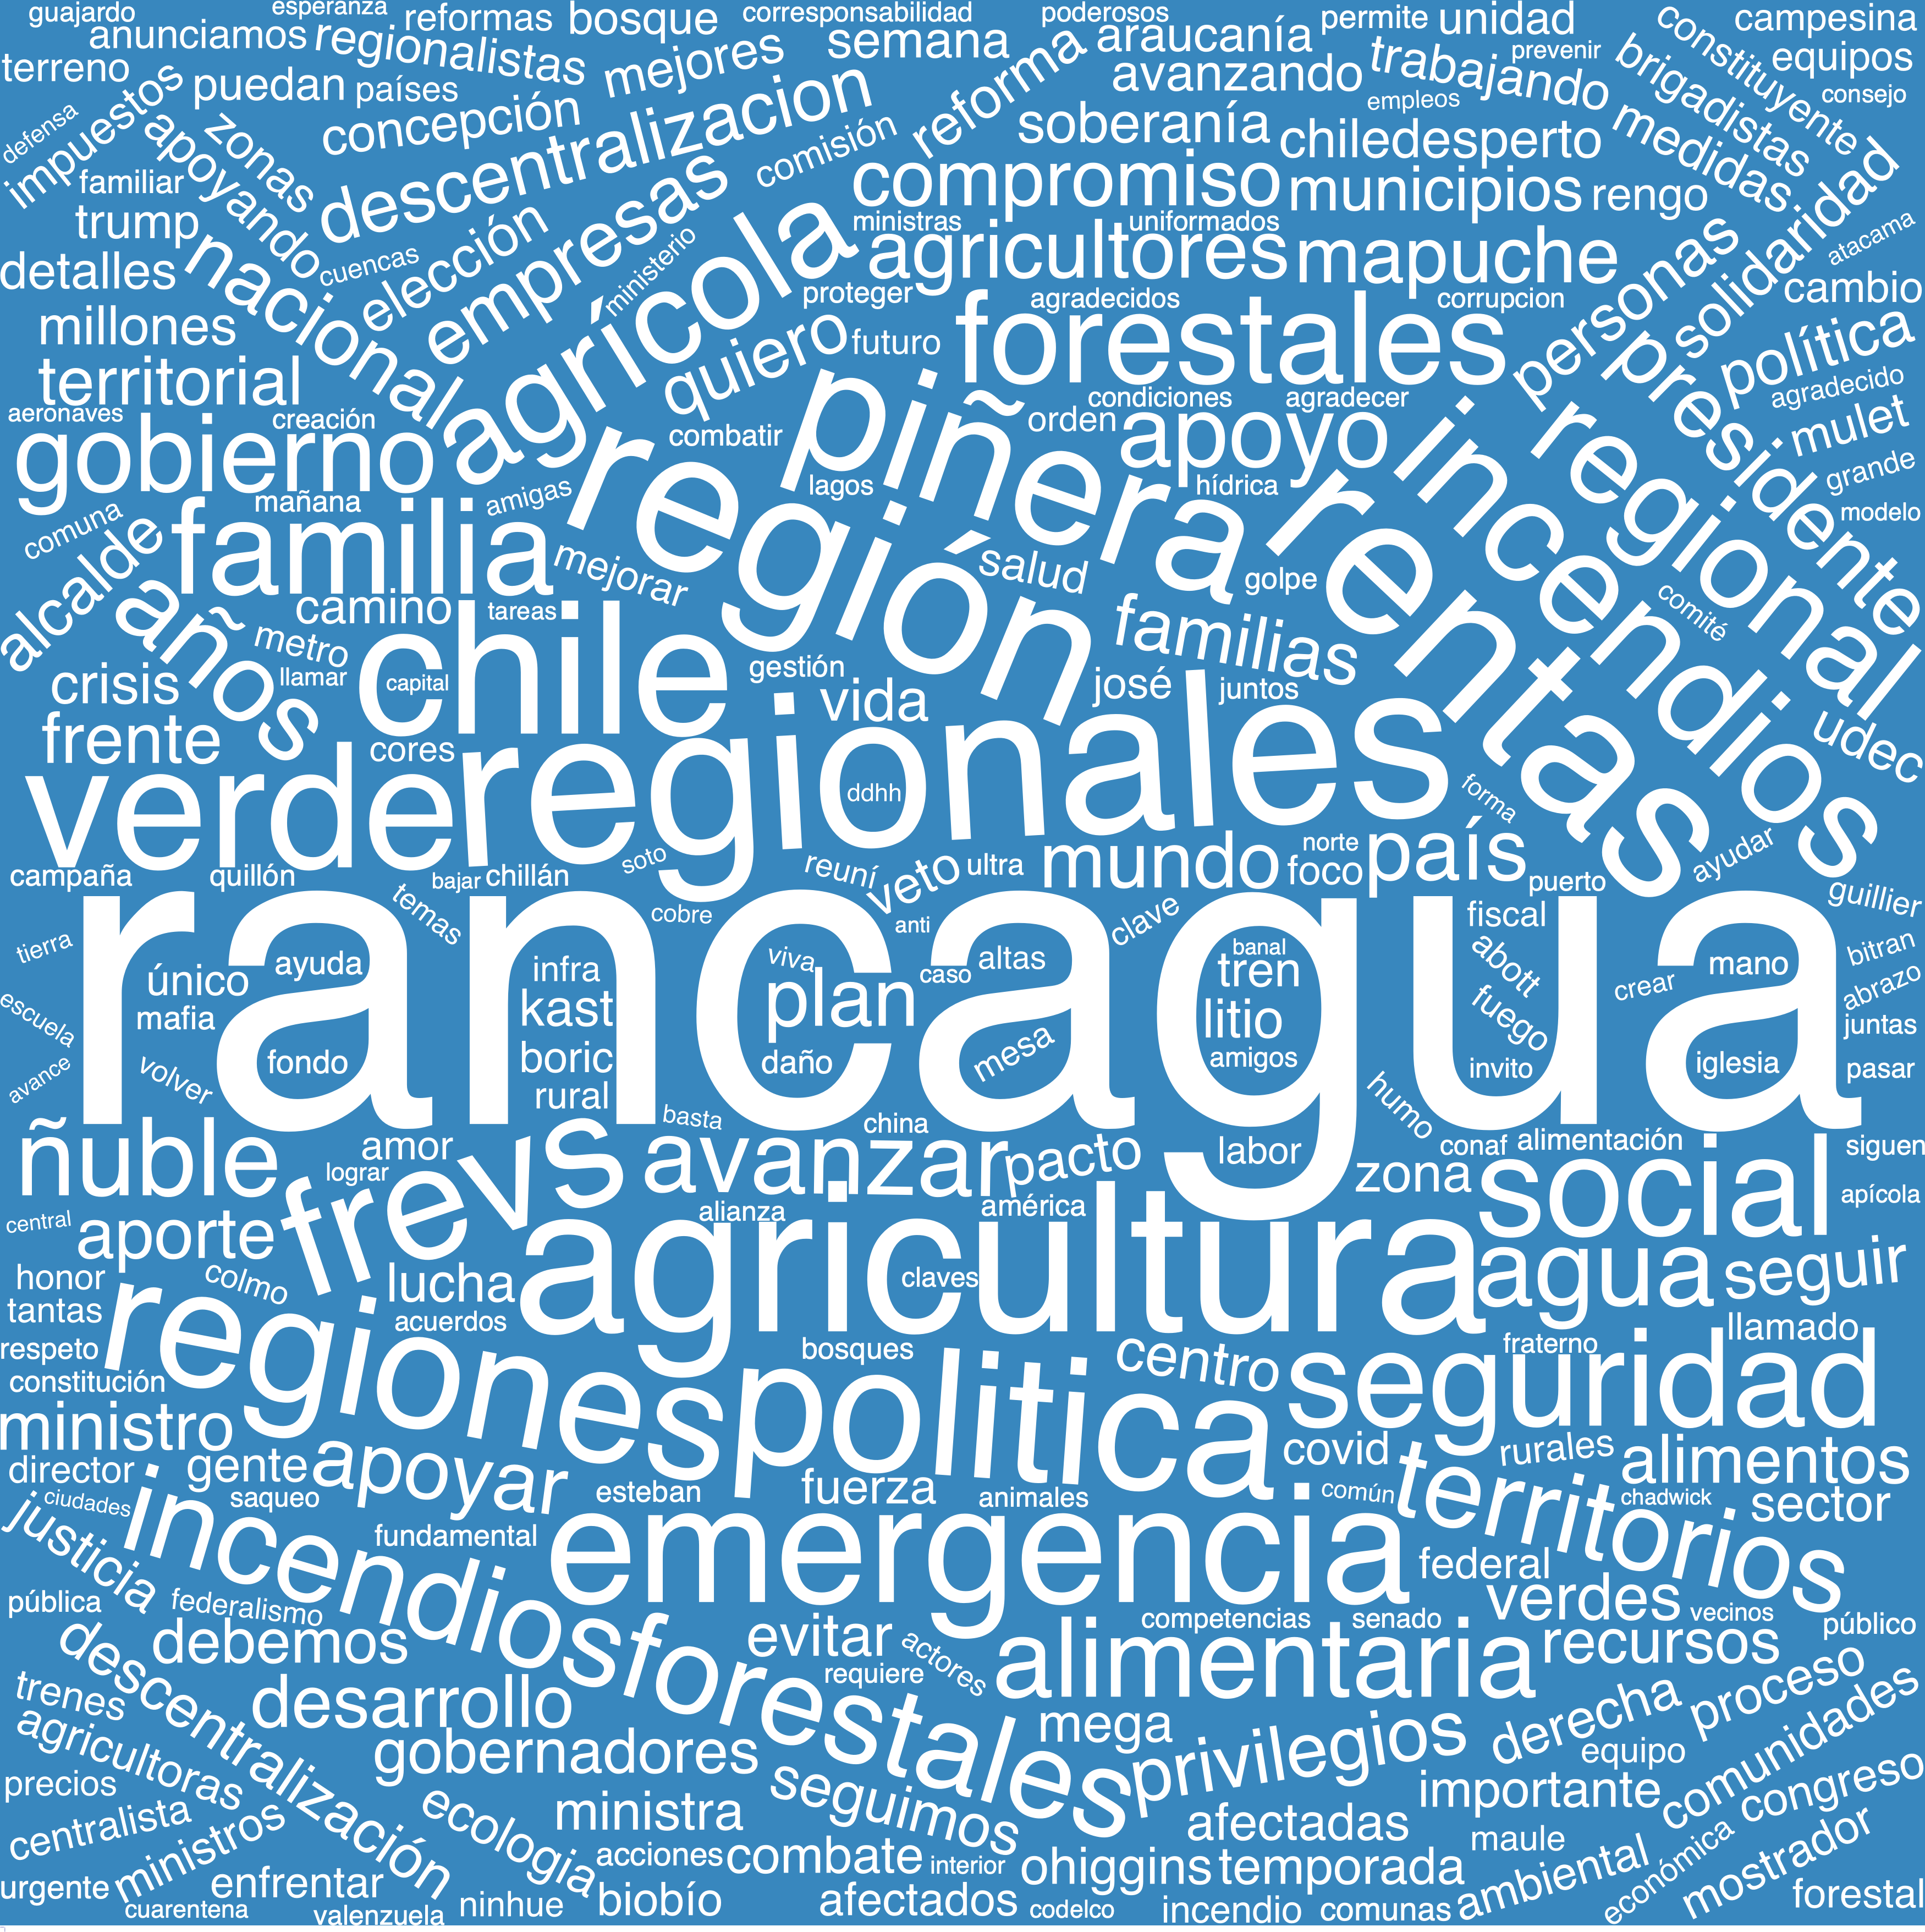 guajardo
esperanza
reformas
bosque
corresponsabilidad
poderosos
permite
unidad
constituyente
campesina
anunciamos
regionalistas
mejores
semana
reforma
araucanía
avanzando
trabajando
prevenir
brigadistas
equipos
terreno
impuestos
puedan
países
concepción
descentralizacion
comisión
soberanía
empleos
chiledesperto
medidas
consejo
defensa
apoyando
zonas
familiar
trump
nacional
cuencas
elección
empresas
ministerio
agrícola
compromiso
municipios
rengo
ministras
uniformados
agricultores
mapuche
personas
solidaridad
atacama
detalles
proteger
agradecidos
corrupcion
cambio
millones
quiero
futuro
forestales
presidente
política
territorial
condiciones
agradecer
agradecido
aeronaves
creación
gobierno
combatir
piñera
orden
apoyo
incendios
regional
mulet
grande
comuna
mañana
amigas
región
lagos
hídrica
rentas
modelo
alcalde
familia
mejorar
salud
golpe
años
camino
tareas
familias
comité
metro
chile
crisis
llamar
capital
gestión
vida
josé
juntos
udec
frente
cores
verde
regionales
ddhh
forma
campaña
quillón
bajar
chillán
soto
reuní
veto
ultra
mundo
norte
foco
país
puerto
ayudar
guillier
rancagua
temas
cobre
anti
clave
fiscal
tierra
único
ayuda
infra
viva
caso
altas
banal
tren
abott
mano
bitran
escuela
mafia
kast
plan
litio
fuego
crear
abrazo
juntas
avance
volver
fondo
boric
daño
mesa
amigos
invito
iglesia
pasar
rural
ñuble
amor
basta
china
humo
lograr
frevs
avanzar
pacto
labor
zona
conaf
alimentación
social
siguen
central
aporte
alianza
américa
apícola
honor
colmo
lucha
agricultura
claves
agua
seguir
tantas
acuerdos
respeto
regiones
bosques
centro
fraterno
llamado
constitución
politica
seguridad
ministro
director
gente
apoyar
covid
rurales
alimentos
ciudades
saqueo
esteban
fuerza
animales
común
territorios
chadwick
sector
justicia
incendiosforestales
fundamental
emergencia
federal
pública
federalismo
verdes
vecinos
público
descentralización
debemos
evitar
actores
competencias
senado
alimentaria
recursos
trenes
desarrollo
requiere
proceso
agricultoras
gobernadores
mega
privilegios
derecha
equipo
comunidades
precios
ecologia
seguimos
importante
congreso
centralista
ministra
afectadas
maule
ministros
acciones
combate
interior
ohiggins
temporada
ambiental
económica
mostrador
urgente
enfrentar
cuarentena
valenzuela
ninhue
biobío
afectados
codelco
incendio
comunas
forestal